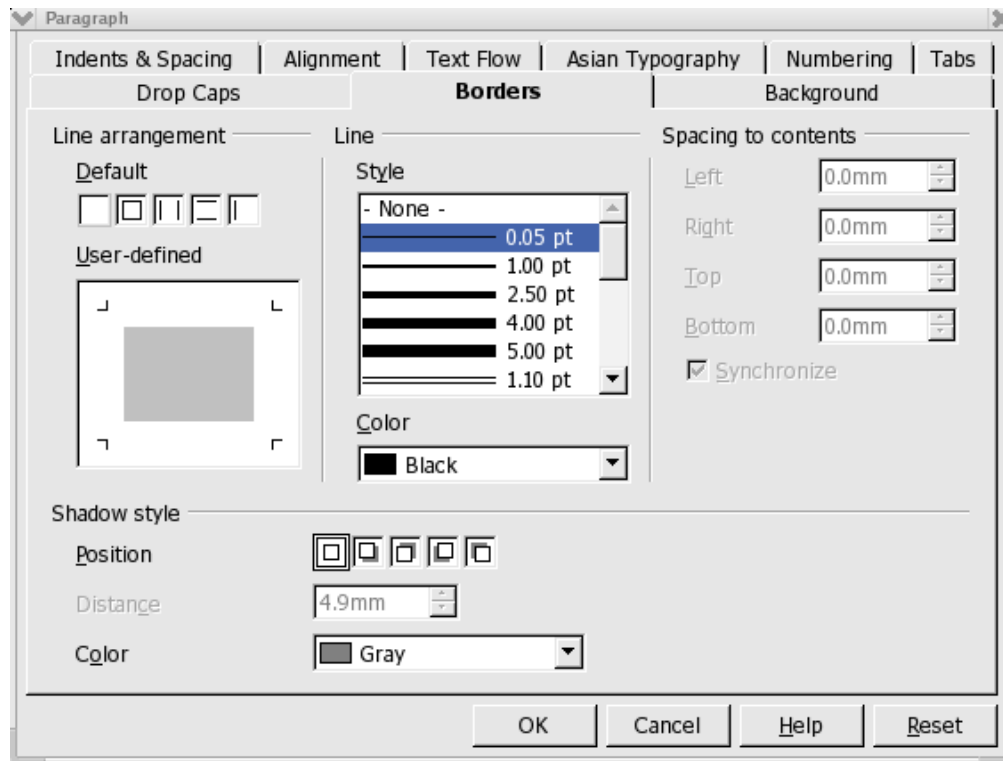 Paragraph
Indents & Spacing
Alignment
Text Flow
Asian Typography
Numbering
Tabs
Drop Caps
Borders
Background
Line arrangement
Default
User-defined
Line
Style
- None -
0.05 pt
1.00 pt
2.50 pt
4.00 pt
5.00 pt
1.10 pt
Color
Black
Spacing to contents
Left 0.0mm
Right 0.0mm
Top 0.0mm
Bottom 0.0mm
Synchronize
Shadow style
Position
Distance 4.9mm
Color Gray
OK
Cancel
Help
Reset